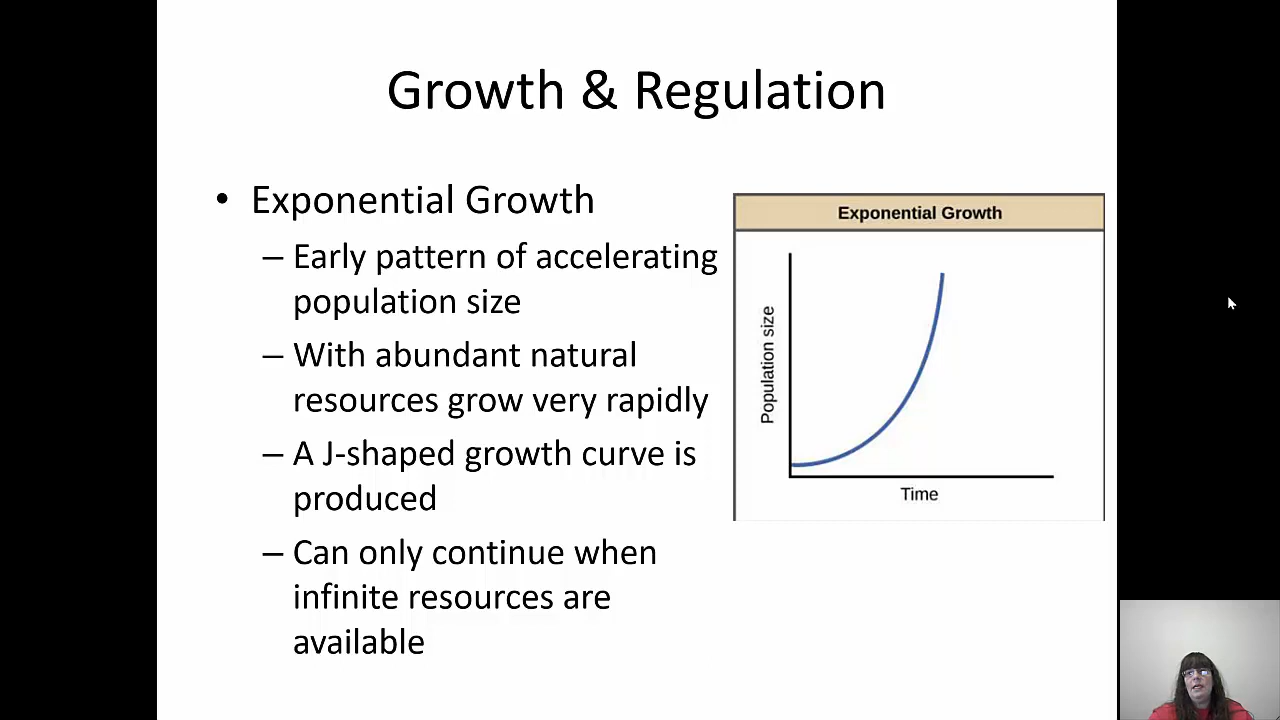 Growth & Regulation
• Exponential Growth
– Early pattern of accelerating
population size
– With abundant natural
resources grow very rapidly
– A J-shaped growth curve is
produced
– Can only continue when
infinite resources are
available
Exponential Growth
Population size
Time